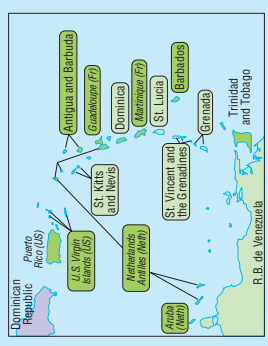 Dominican
Republic
Puerto
Rico (US)
U.S. Virgin
Islands (US)
Antigua and Barbuda
Guadeloupe (Fr)
Dominica
Martinique (Fr)
St. Lucia
Barbados
St. Kitts
and Nevis
Netherlands
Antilles (Neth)
St. Vincent and
the Grenadines
Grenada
Aruba
(Neth)
Trinidad
and Tobago
R.B. de Venezuela